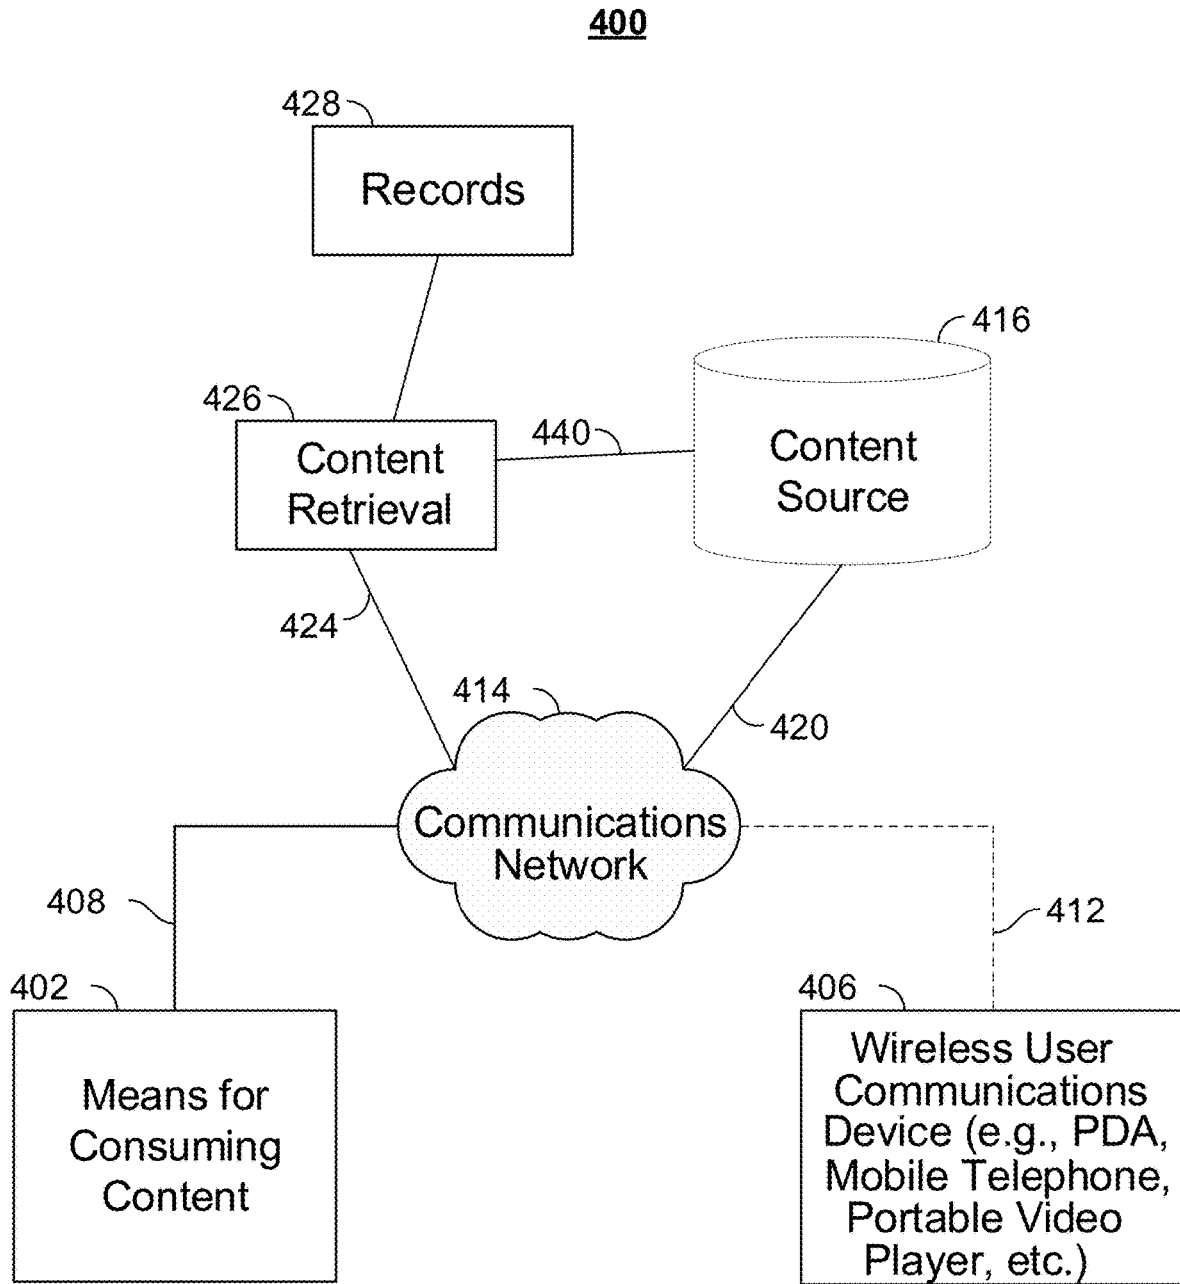 400
428
Records
416
426
440
Content
Retrieval
Content
Source
424
414
420
Communications
Network
408
412
402
406
Means for
Consuming
Content
Wireless User
Communications
Device (e.g., PDA,
Mobile Telephone,
Portable Video
Player, etc.)